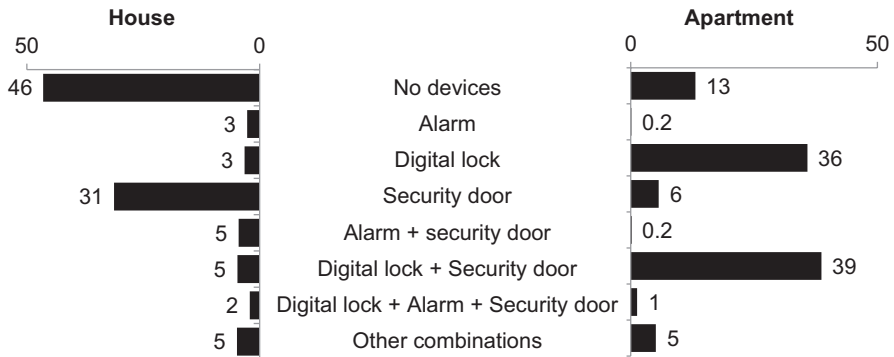 House Apartment
50 0 0 50
46 No devices 13
3 Alarm 0.2
3 Digital lock 36
31 Security door 6
5 Alarm + security door 0.2
5 Digital lock + Security door 39
2 Digital lock + Alarm + Security door 1
5 Other combinations 5